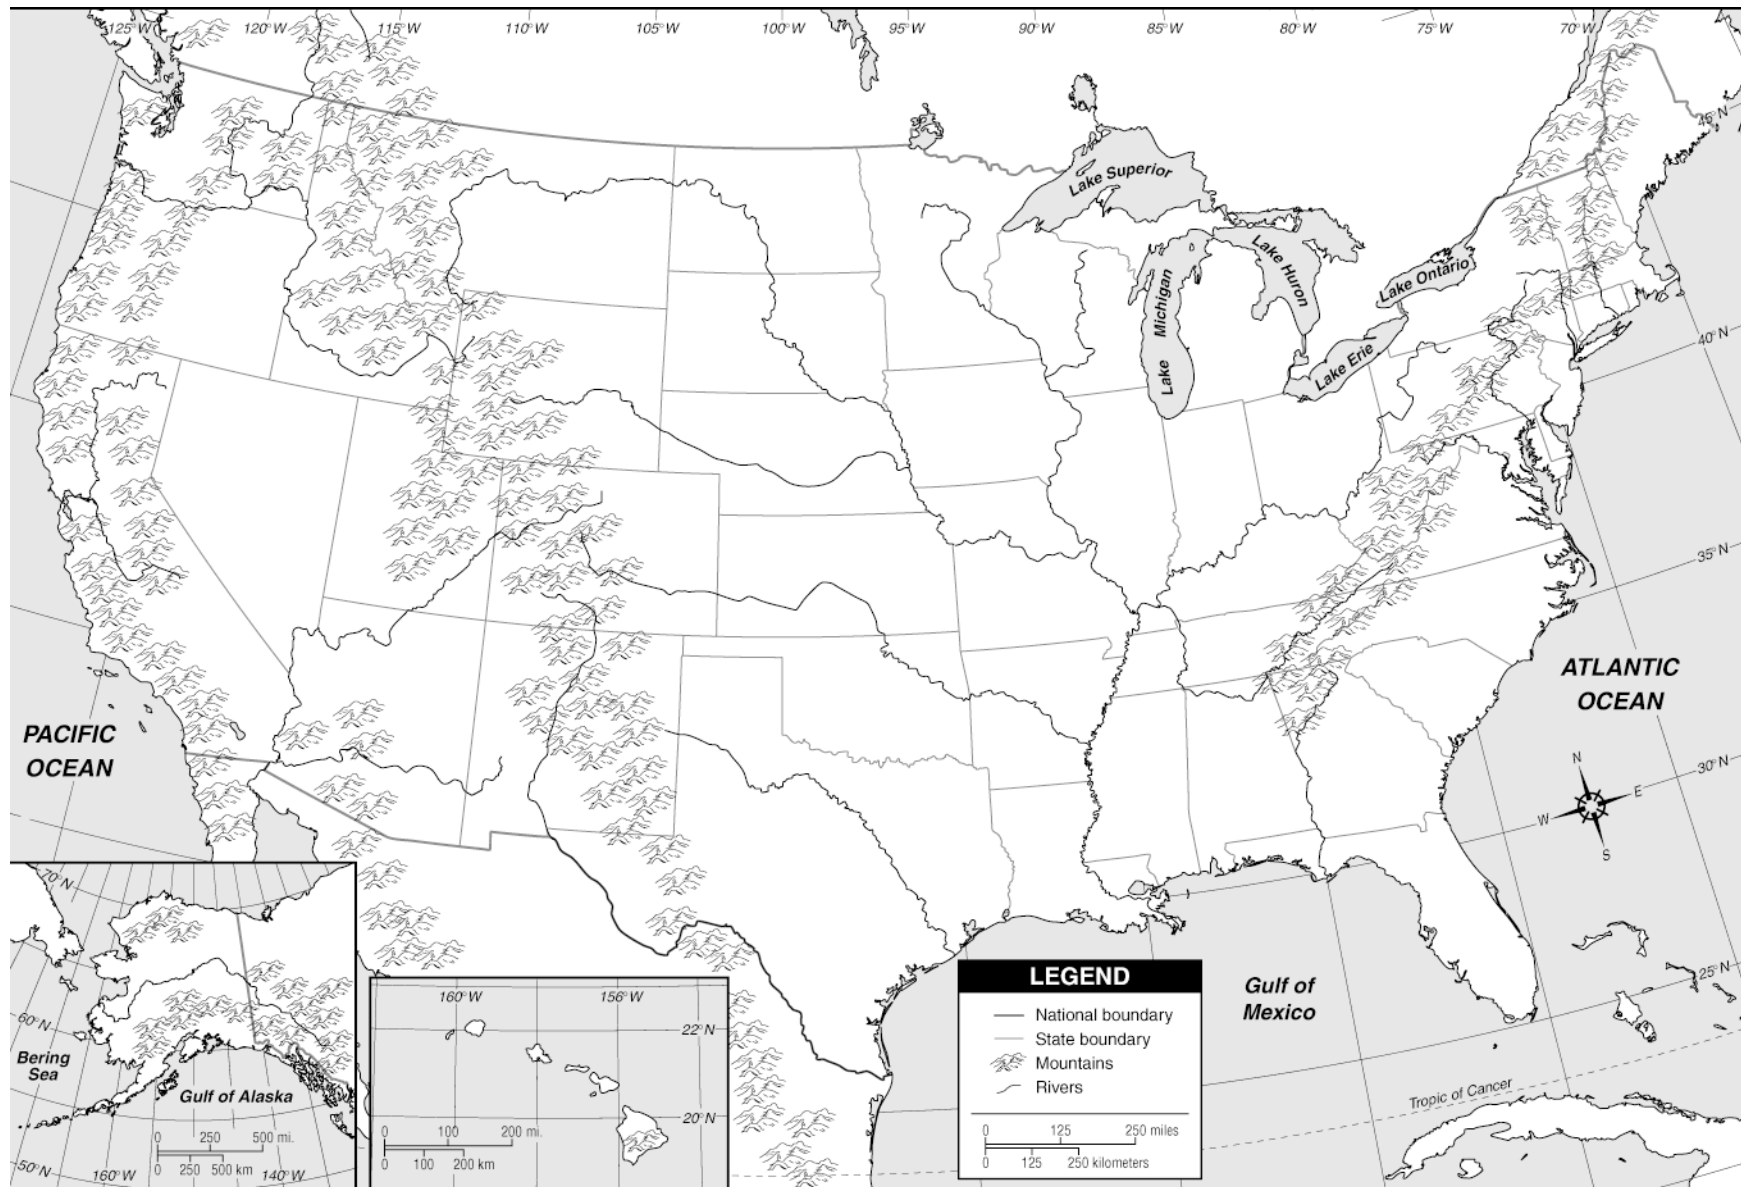 125°W 120°W 115°W 110°W 105°W 100°W 95°W 90°W 85°W 80°W 75°W 70°W
45°N
Lake Superior
Lake Huron
Lake Ontario
Lake Michigan
Lake Erie
40°N
35°N
ATLANTIC
OCEAN
PACIFIC
OCEAN
30°N
N
E
W
S
25°N
Gulf of
Mexico
Tropic of Cancer
70°N
60°N
Bering
Sea
Gulf of Alaska
0 250 500 mi.
0 250 500 km
50°N 160°W 140°W
160°W 156°W
22°N
20°N
0 100 200 mi.
0 100 200 km
LEGEND
National boundary
State boundary
Mountains
Rivers
0 125 250 miles
0 125 250 kilometers